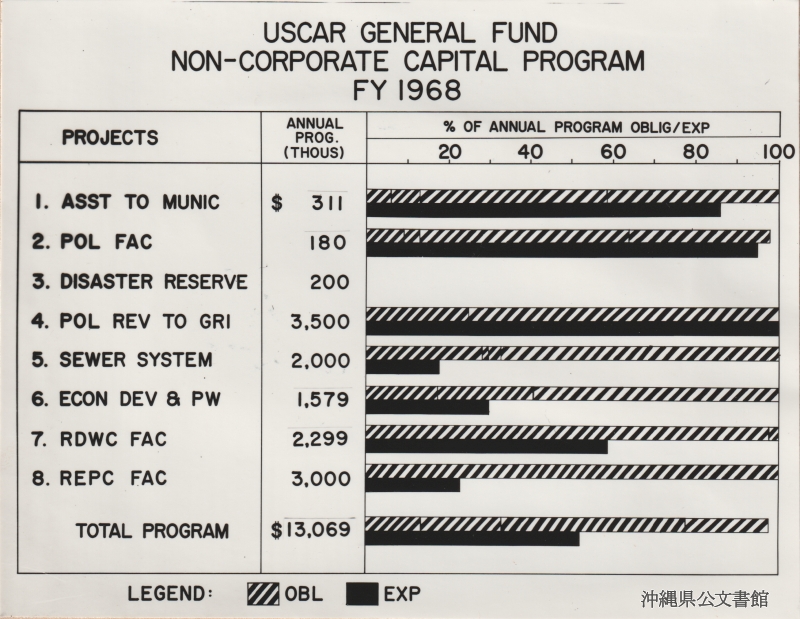 USCAR GENERAL FUND
NON-CORPORATE CAPITAL PROGRAM
FY 1968
PROJECTS
ANNUAL
PROG.
(THOUS)
% OF ANNUAL PROGRAM OBLIG/EXP
20 40 60 80 100
1. ASST TO MUNIC $ 311
2. POL FAC 180
3. DISASTER RESERVE 200
4. POL REV TO GRI 3,500
5. SEWER SYSTEM 2,000
6. ECON DEV & PW 1,579
7. RDWC FAC 2,299
8. REPC FAC 3,000
TOTAL PROGRAM $13,069
LEGEND: OBL EXP
沖縄県公文書館